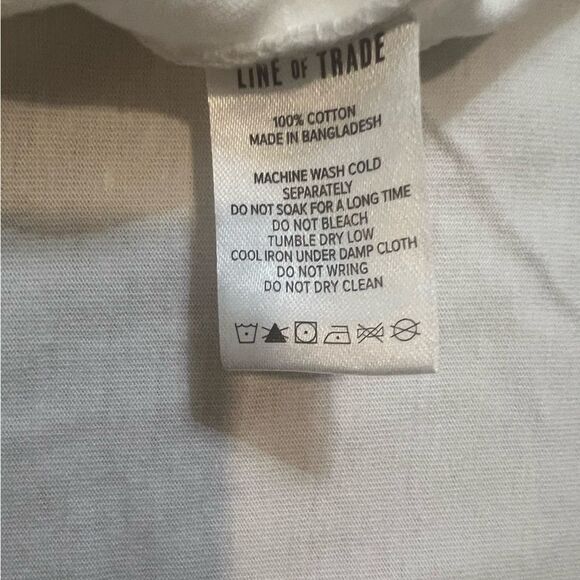 LINE OF TRADE
100% COTTON
MADE IN BANGLADESH
MACHINE WASH COLD
SEPARATELY
DO NOT SOAK FOR A LONG TIME
DO NOT BLEACH
TUMBLE DRY LOW
COOL IRON UNDER DAMP CLOTH
DO NOT WRING
DO NOT DRY CLEAN